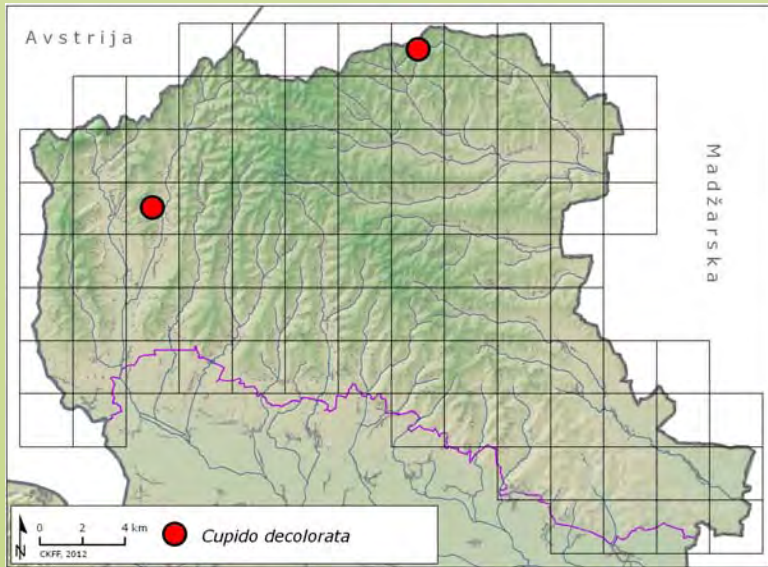 Avstrija
Madžarska
0 2 4 km
N
CKFF, 2012
Cupido decolorata